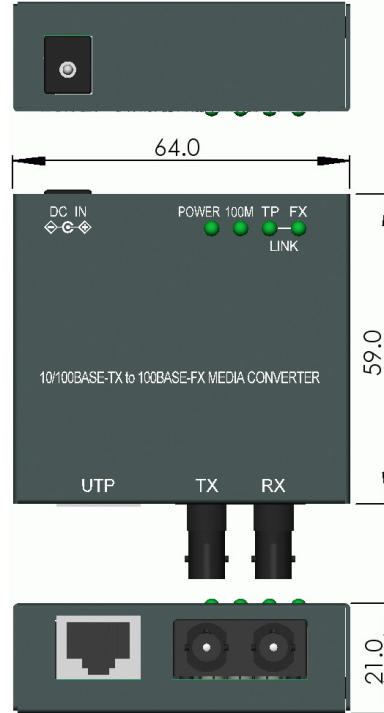 64.0
DC IN
POWER 100M TP FX
LINK
59.0
10/100BASE-TX to 100BASE-FX MEDIA CONVERTER
UTP TX RX
21.0